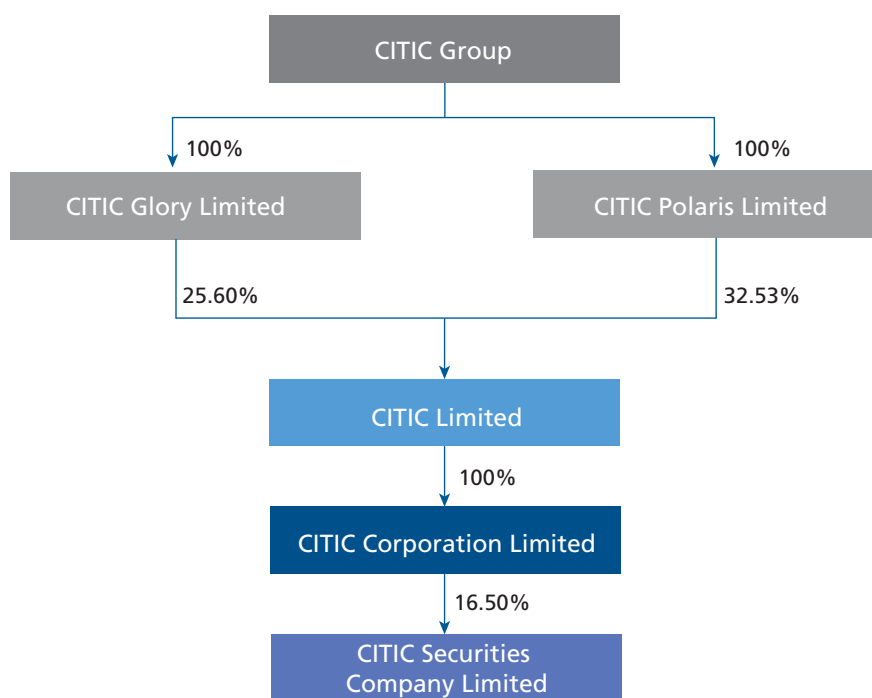 CITIC Group
100%
100%
CITIC Glory Limited
CITIC Polaris Limited
25.60%
32.53%
CITIC Limited
100%
CITIC Corporation Limited
16.50%
CITIC Securities
Company Limited